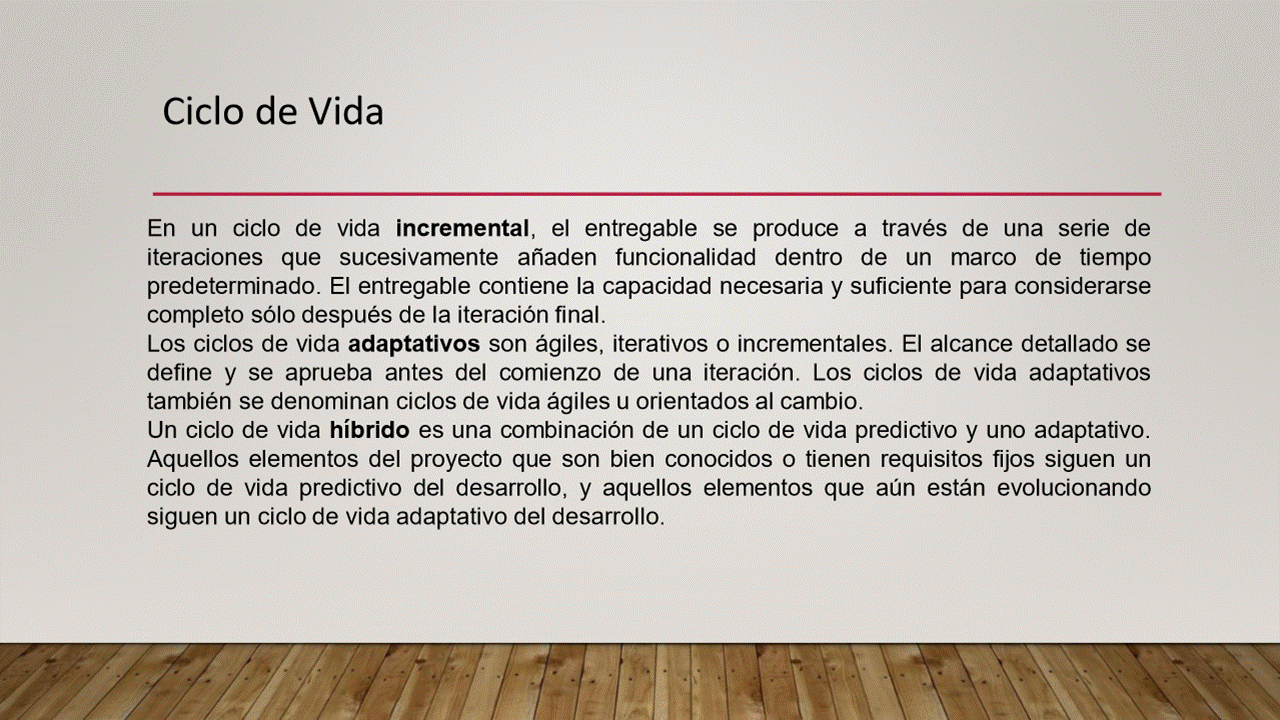 Ciclo de Vida
En un ciclo de vida incremental, el entregable se produce a través de una serie de
iteraciones que sucesivamente añaden funcionalidad dentro de un marco de tiempo
predeterminado. El entregable contiene la capacidad necesaria y suficiente para considerarse
completo sólo después de la iteración final.
Los ciclos de vida adaptativos son ágiles, iterativos o incrementales. El alcance detallado se
define y se aprueba antes del comienzo de una iteración. Los ciclos de vida adaptativos
también se denominan ciclos de vida ágiles u orientados al cambio.
Un ciclo de vida híbrido es una combinación de un ciclo de vida predictivo y uno adaptativo.
Aquellos elementos del proyecto que son bien conocidos o tienen requisitos fijos siguen un
ciclo de vida predictivo del desarrollo, y aquellos elementos que aún están evolucionando
siguen un ciclo de vida adaptativo del desarrollo.